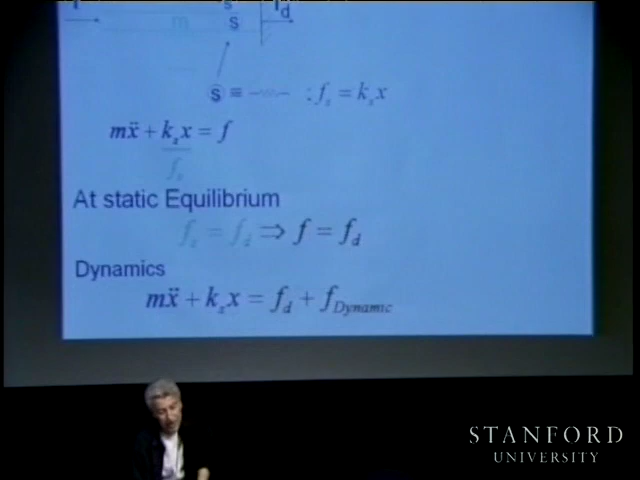 m
s
S
f_d
ⓢ ≡ : f_s = k_s x
mẍ + k_s x = f
f_s
At static Equilibrium
f_s = f_d ⇒ f = f_d
Dynamics
mẍ + k_s x = f_d + f_Dynamic
STANFORD
UNIVERSITY